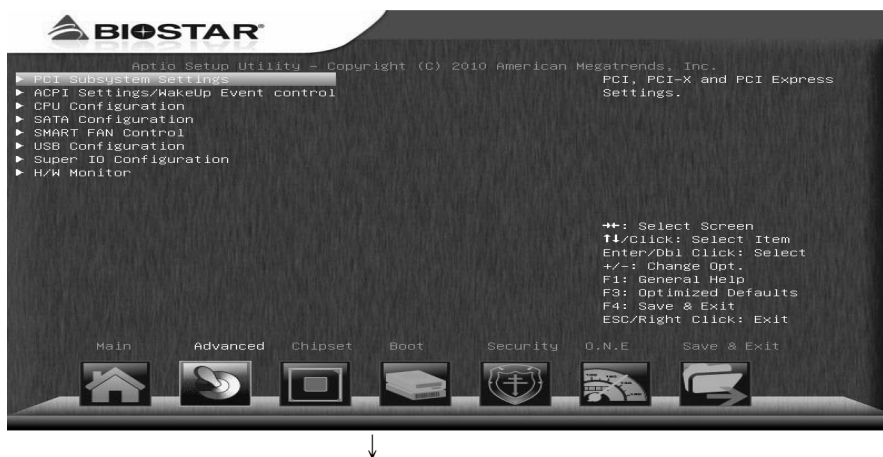 BIOSTAR®
Aptio Setup Utility – Copyright (C) 2010 American Megatrends, Inc.
► PCI Subsystem Settings
► ACPI Settings/WakeUp Event control
► CPU Configuration
► SATA Configuration
► SMART FAN Control
► USB Configuration
► Super IO Configuration
► H/W Monitor
PCI, PCI-X and PCI Express
Settings.
→←: Select Screen
↑↓/Click: Select Item
Enter/Dbl Click: Select
+/-: Change Opt.
F1: General Help
F3: Optimized Defaults
F4: Save & Exit
ESC/Right Click: Exit
Main Advanced Chipset Boot Security O.N.E Save & Exit